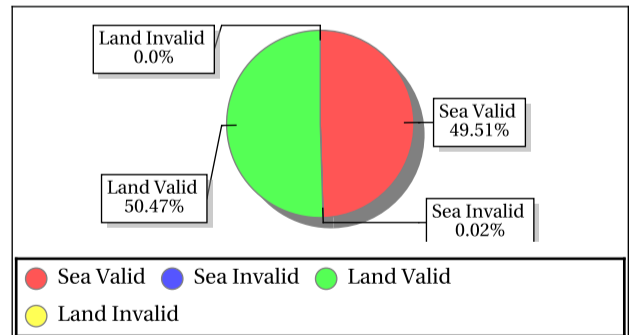 Land Invalid
0.0%
Sea Valid
49.51%
Land Valid
50.47%
Sea Invalid
0.02%
Sea Valid Sea Invalid Land Valid
Land Invalid